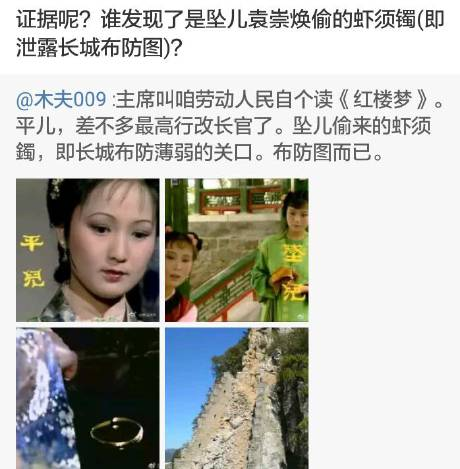 证据呢？谁发现了是坠儿袁崇焕偷的虾须镯(即
泄露长城布防图)?
@木夫009 :主席叫咱劳动人民自个读《红楼梦》。
平儿，差不多最高行改长官了。坠儿偷来的虾须
鐲，即长城布防薄弱的关口。布防图而已。
平兒
坠兒